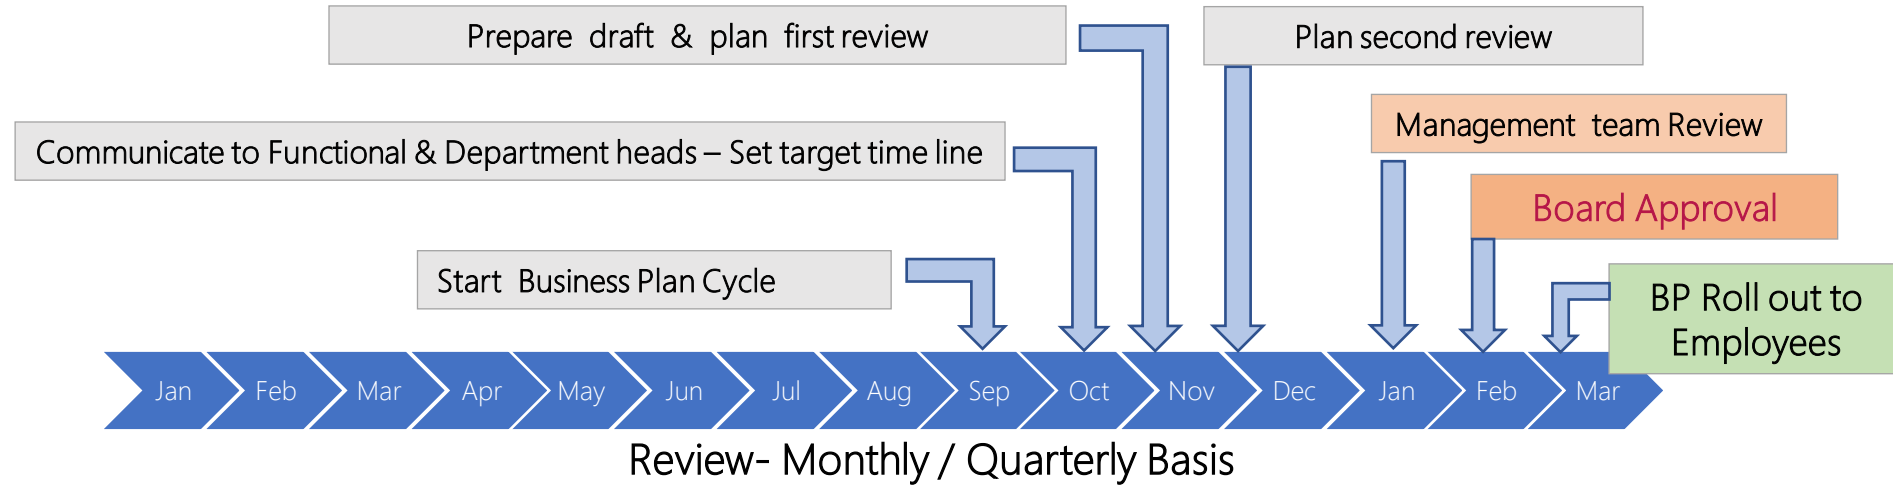 Prepare draft & plan first review
Plan second review
Management team Review
Communicate to Functional & Department heads – Set target time line
Board Approval
Start Business Plan Cycle
BP Roll out to
Employees
Jan
Feb
Mar
Apr
May
Jun
Jul
Aug
Sep
Oct
Nov
Dec
Jan
Feb
Mar
Review- Monthly / Quarterly Basis